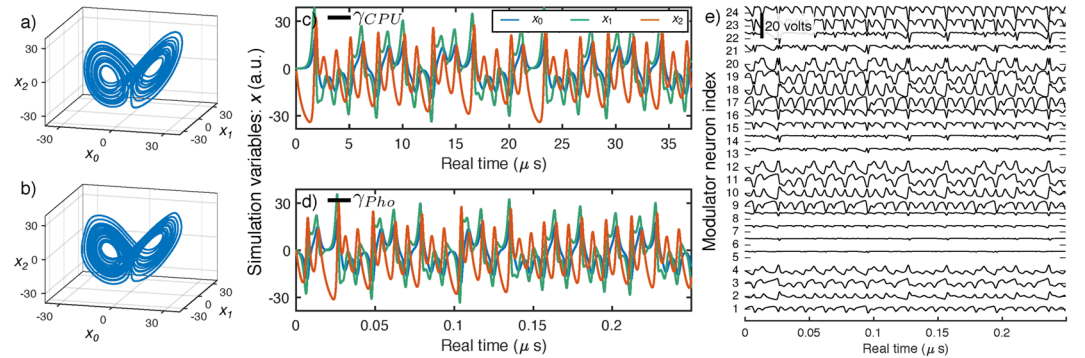 a)
30
0
-30
x2
-30
0
30
x0
-30
0
30
x1
b)
30
0
-30
x2
-30
0
30
x0
-30
0
30
x1
Simulation variables: x (a.u.)
c)
γCPU
x0 x1 x2
30
0
-30
0 5 10 15 20 25 30 35
Real time (μ s)
d)
γPho
30
0
-30
0 0.05 0.1 0.15 0.2
Real time (μ s)
e)
Modulator neuron index
20 volts
24
23
22
21
20
19
18
17
16
15
14
13
12
11
10
9
8
7
6
5
4
3
2
1
0 0.05 0.1 0.15 0.2
Real time (μ s)